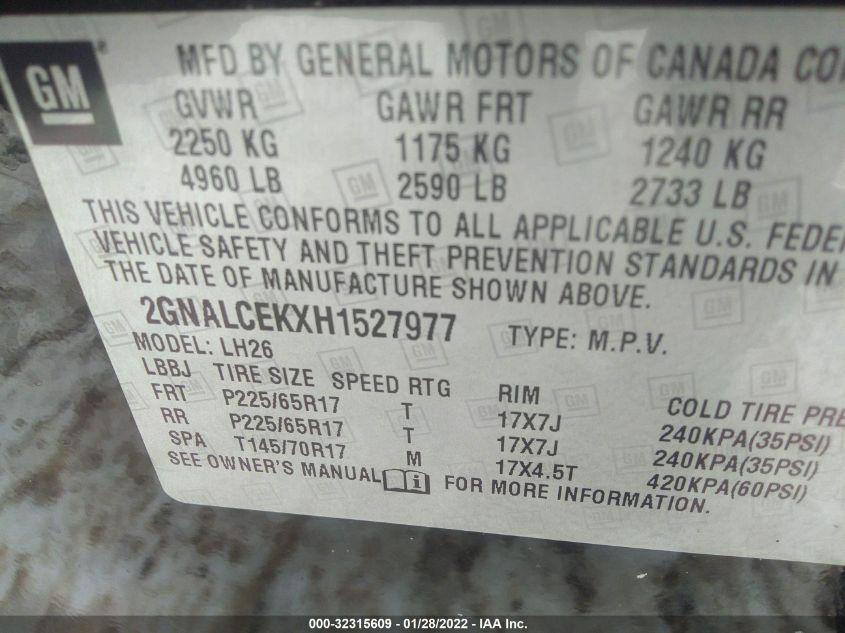 GM
MFD BY GENERAL MOTORS OF CANADA
GVWR GAWR FRT GAWR RR
2250 KG 1175 KG 1240 KG
4960 LB 2590 LB 2733 LB
THIS VEHICLE CONFORMS TO ALL APPLICABLE U.S.
VEHICLE SAFETY AND THEFT PREVENTION STANDARDS IN
THE DATE OF MANUFACTURE SHOWN ABOVE.
2GNALCEKXH1527977 TYPE: M.P.V.
MODEL: LH26
LBBJ TIRE SIZE SPEED RTG RIM COLD TIRE
FRT P225/65R17 T 17X7J 240KPA(35PSI)
RR P225/65R17 T 17X7J 240KPA(35PSI)
SPA T145/70R17 M 17X4.5T 420KPA(60PSI)
SEE OWNER'S MANUAL i FOR MORE INFORMATION.
000-32315609 - 01/28/2022 - IAA Inc.